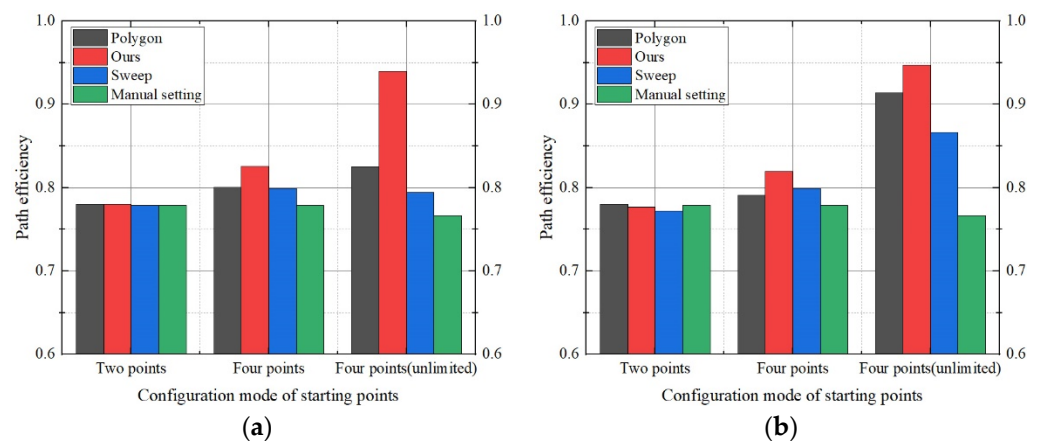 1.0
0.9
0.8
0.7
0.6
Path efficiency
Polygon
Ours
Sweep
Manual setting
1.0
0.9
0.8
0.7
0.6
Two points
Four points
Four points(unlimited)
Configuration mode of starting points
(a)
1.0
0.9
0.8
0.7
0.6
Path efficiency
Polygon
Ours
Sweep
Manual setting
1.0
0.9
0.8
0.7
0.6
Two points
Four points
Four points(unlimited)
Configuration mode of starting points
(b)